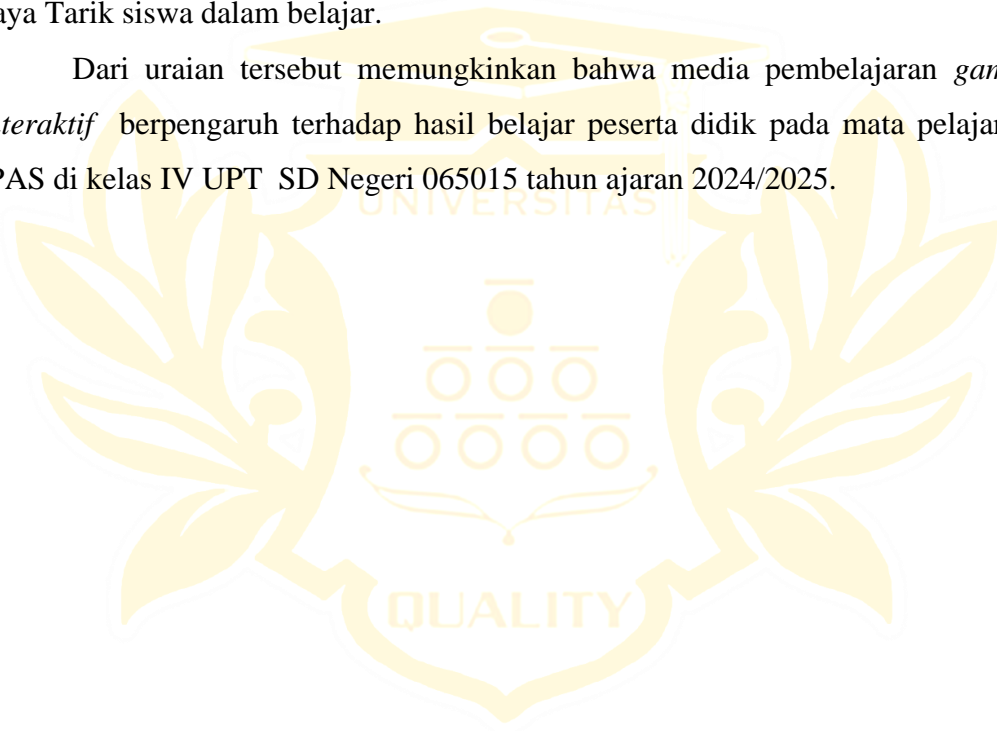 aya Tarik siswa dalam belajar.
Dari uraian tersebut memungkinkan bahwa media pembelajaran gam
nteraktif berpengaruh terhadap hasil belajar peserta didik pada mata pelajar
PAS di kelas IV UPT SD Negeri 065015 tahun ajaran 2024/2025.
UNIVERSITAS
QUALITY